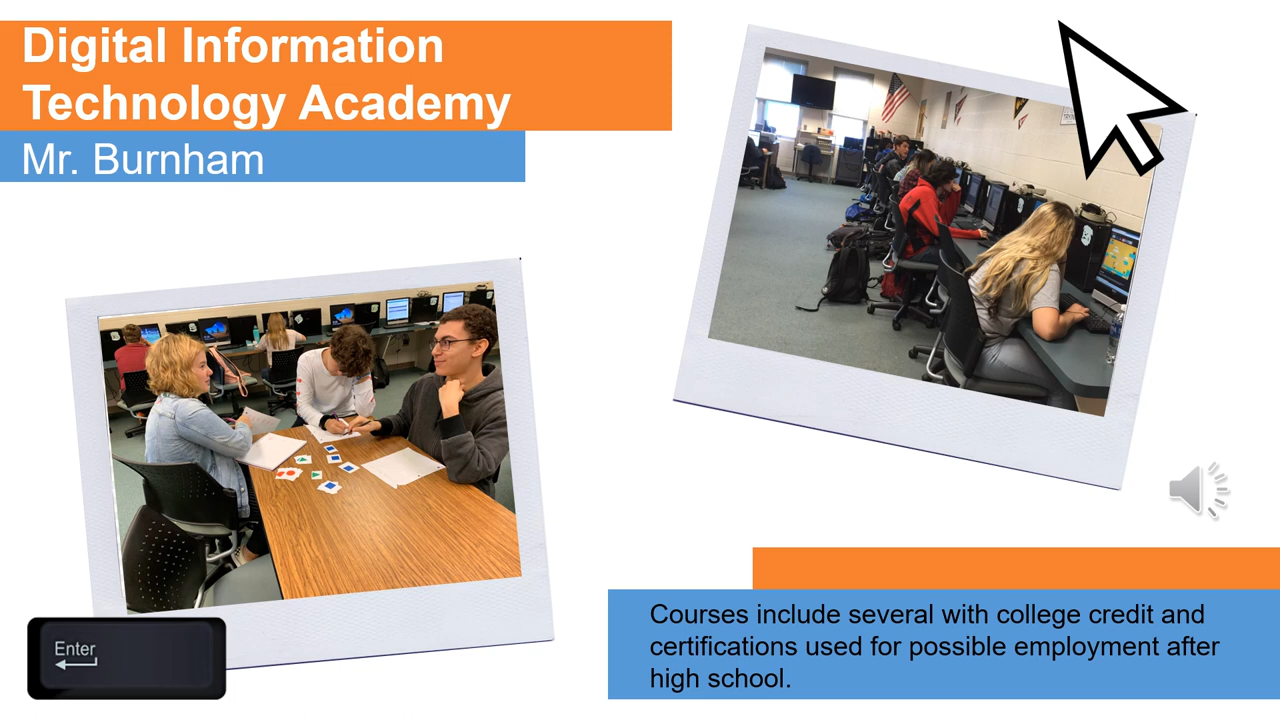 Digital Information
Technology Academy
Mr. Burnham
Enter
Courses include several with college credit and
certifications used for possible employment after
high school.